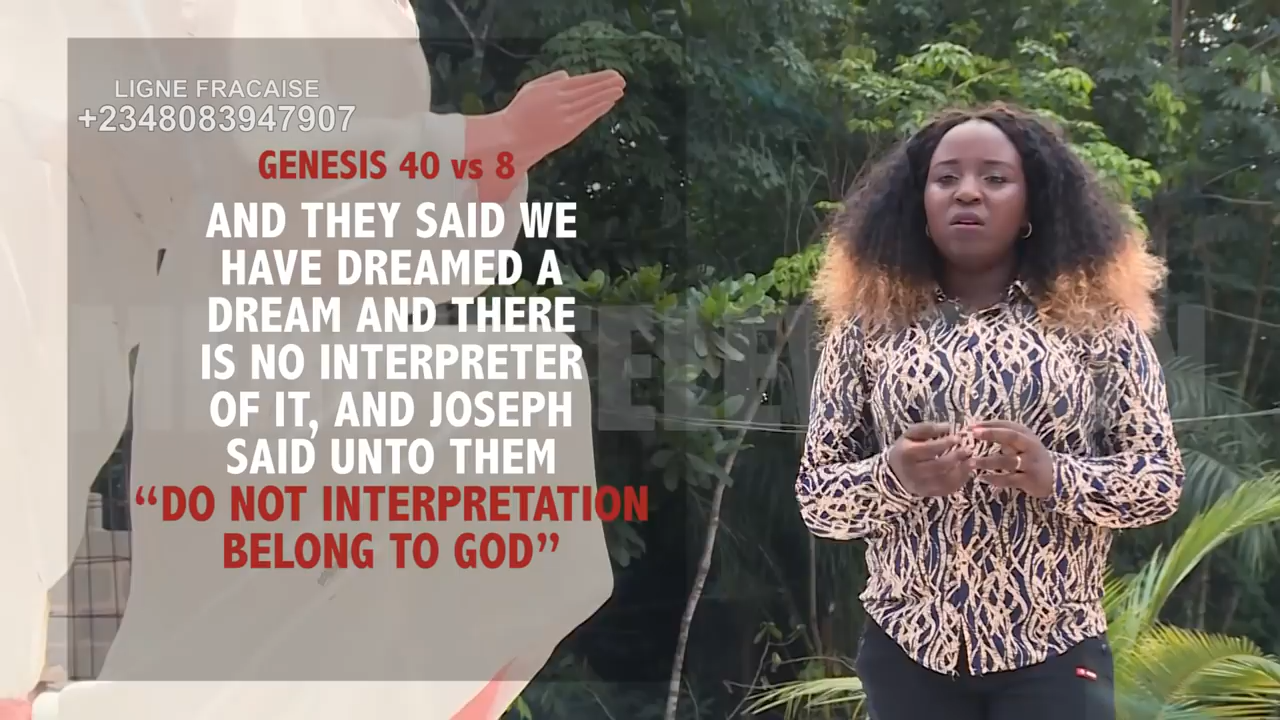 LIGNE FRACAISE
+2348083947907
GENESIS 40 vs 8
AND THEY SAID WE
HAVE DREAMED A
DREAM AND THERE
IS NO INTERPRETER
OF IT, AND JOSEPH
SAID UNTO THEM
“DO NOT INTERPRETATION
BELONG TO GOD”